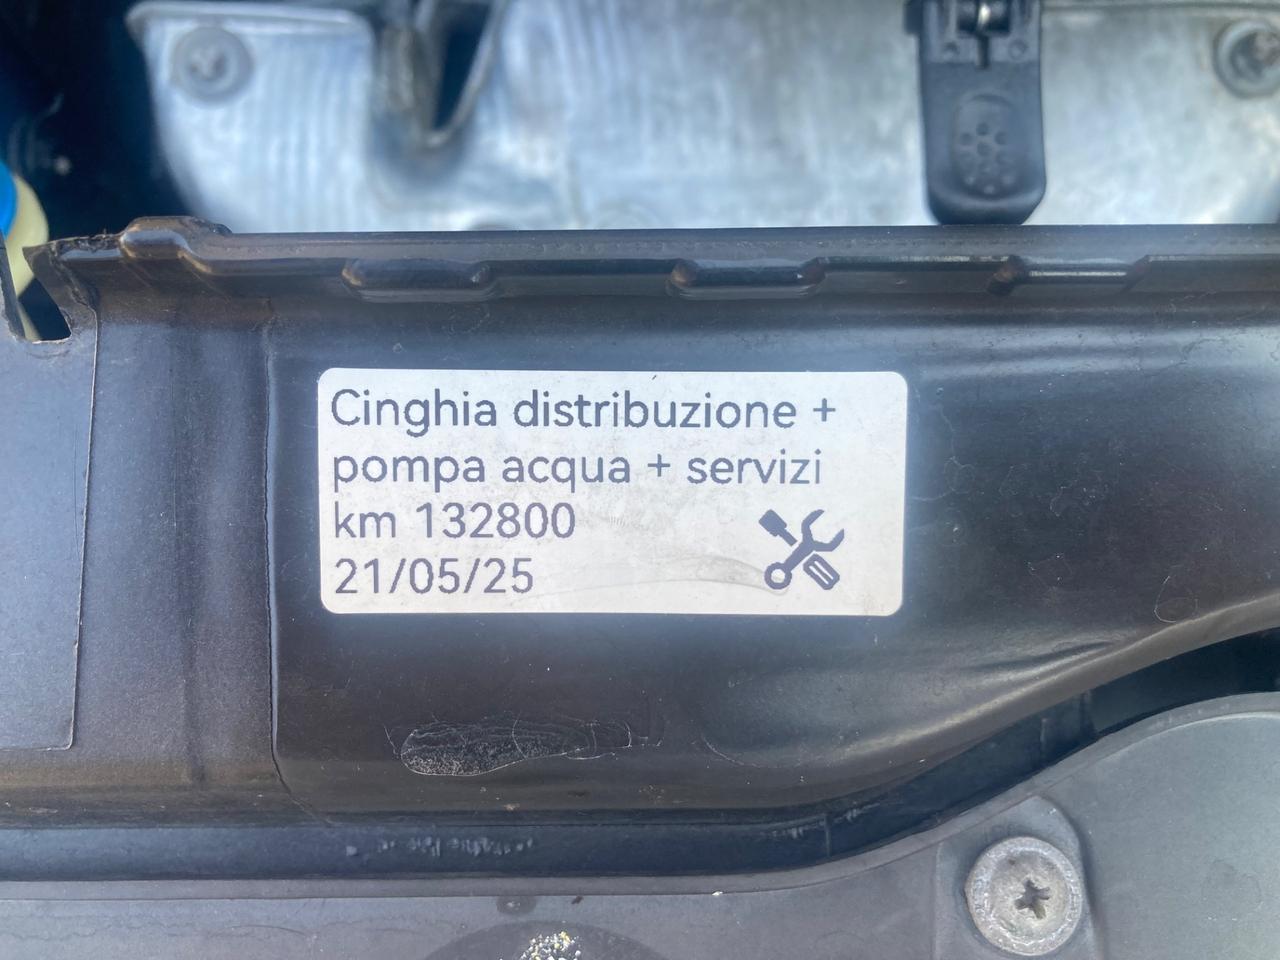 Cinghia distribuzione +
pompa acqua + servizi
km 132800
21/05/25